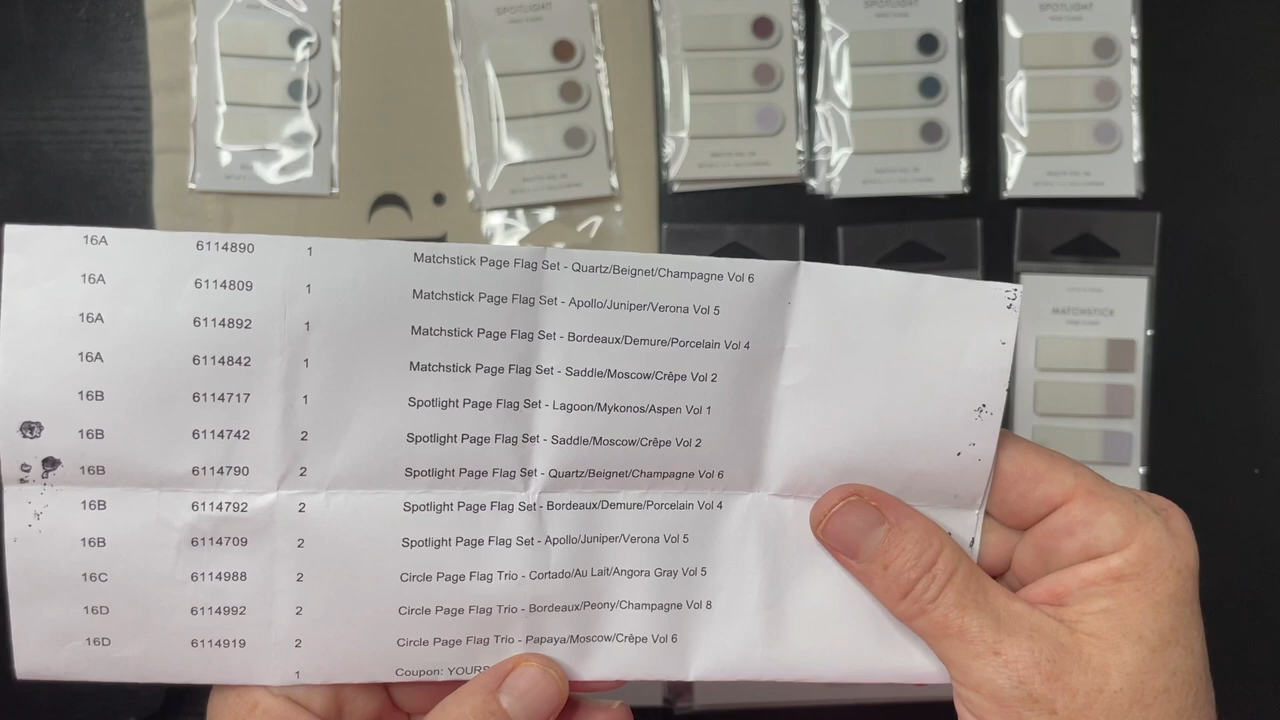 SPOTLIGHT
SPOTLIGHT
SPOTLIGHT
MATCHSTICK
16A 6114890 1 Matchstick Page Flag Set - Quartz/Beignet/Champagne Vol 6
16A 6114809 1 Matchstick Page Flag Set - Apollo/Juniper/Verona Vol 5
16A 6114892 1 Matchstick Page Flag Set - Bordeaux/Demure/Porcelain Vol 4
16A 6114842 1 Matchstick Page Flag Set - Saddle/Moscow/Crêpe Vol 2
16B 6114717 1 Spotlight Page Flag Set - Lagoon/Mykonos/Aspen Vol 1
16B 6114742 2 Spotlight Page Flag Set - Saddle/Moscow/Crêpe Vol 2
16B 6114790 2 Spotlight Page Flag Set - Quartz/Beignet/Champagne Vol 6
16B 6114792 2 Spotlight Page Flag Set - Bordeaux/Demure/Porcelain Vol 4
16B 6114709 2 Spotlight Page Flag Set - Apollo/Juniper/Verona Vol 5
16C 6114988 2 Circle Page Flag Trio - Cortado/Au Lait/Angora Gray Vol 5
16D 6114992 2 Circle Page Flag Trio - Bordeaux/Peony/Champagne Vol 8
16D 6114919 2 Circle Page Flag Trio - Papaya/Moscow/Crêpe Vol 6
1 Coupon: YOURS